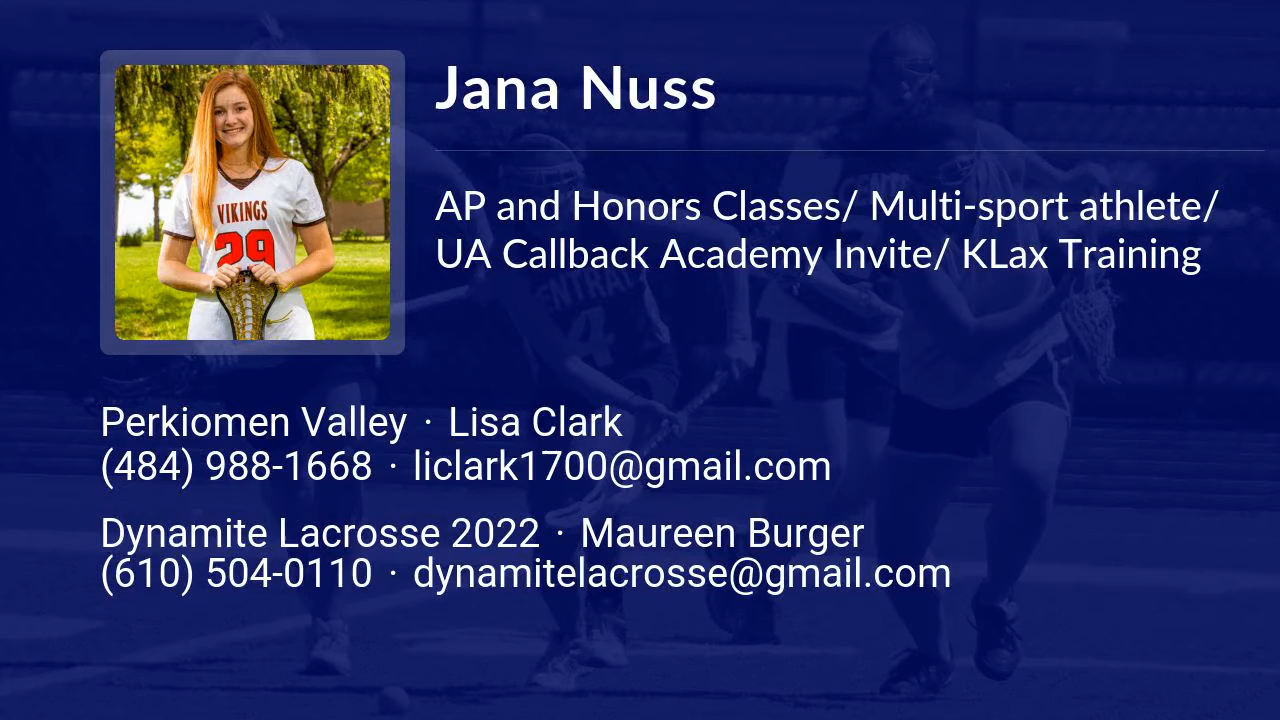 Jana Nuss
AP and Honors Classes/ Multi-sport athlete/
UA Callback Academy Invite/ KLax Training
VIKINGS
29
Perkiomen Valley · Lisa Clark
(484) 988-1668 · liclark1700@gmail.com
Dynamite Lacrosse 2022 · Maureen Burger
(610) 504-0110 · dynamitelacrosse@gmail.com